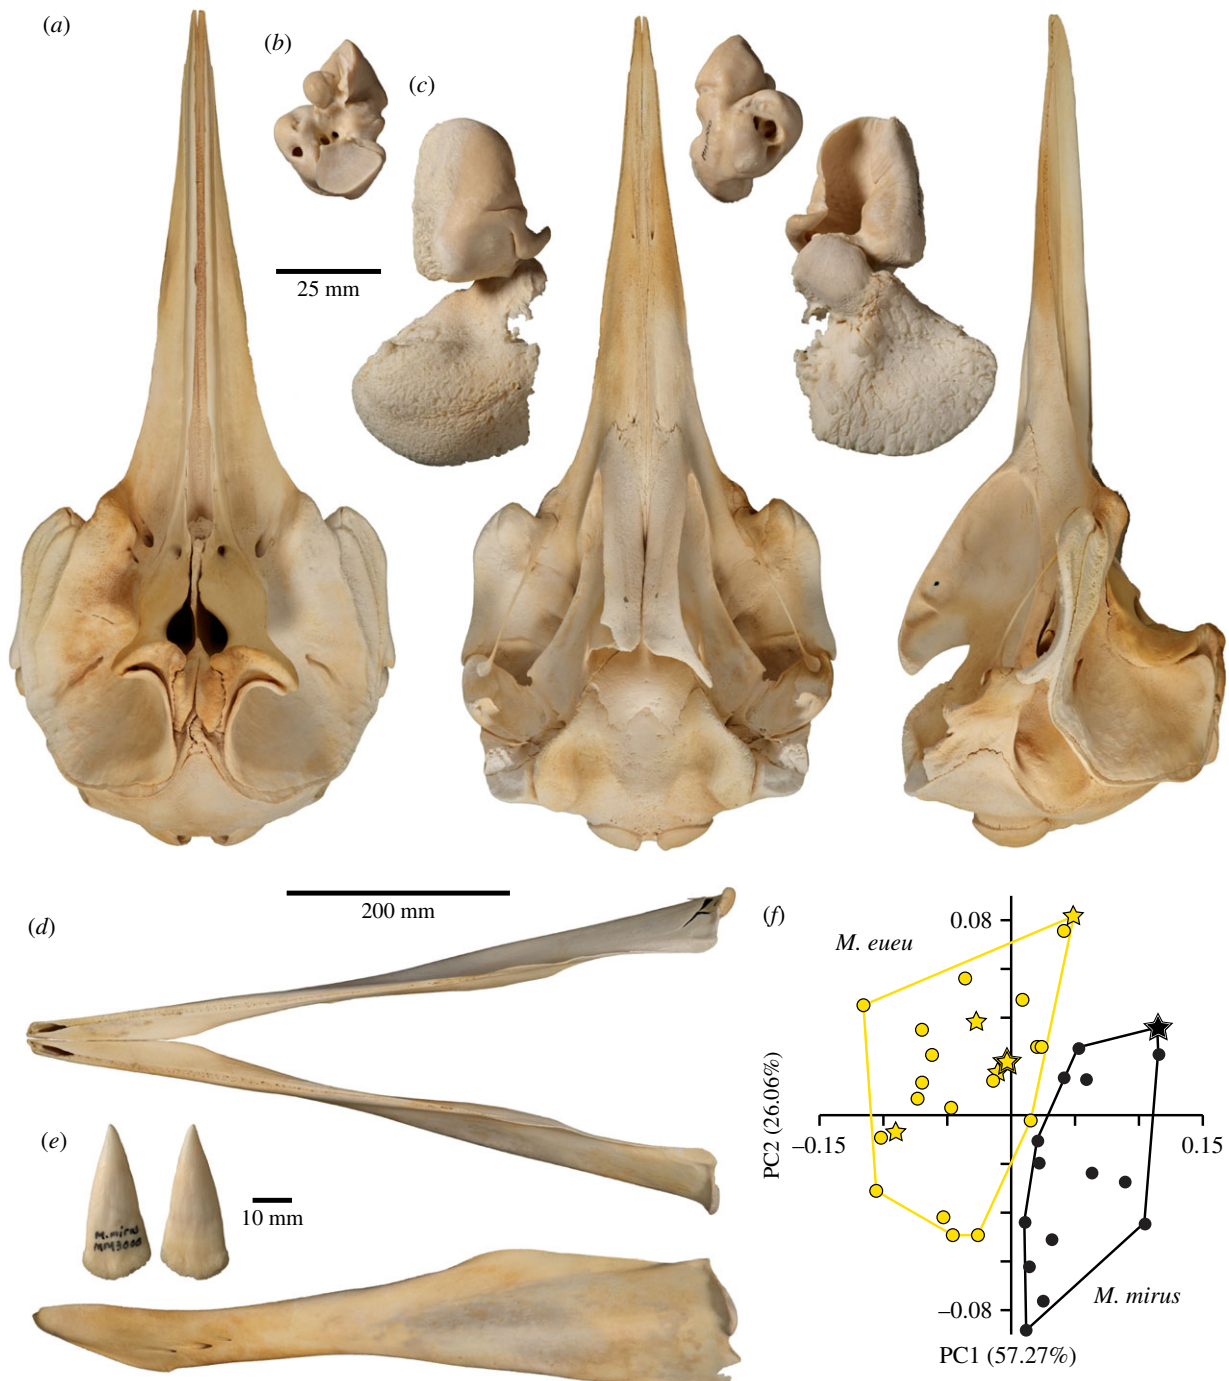 (a)
(b)
(c)
25 mm
200 mm
(d)
(e)
M. mirus
MM3000
10 mm
(f)
0.08
M. eueu
PC2 (26.06%)
–0.15
0.15
–0.08
M. mirus
PC1 (57.27%)